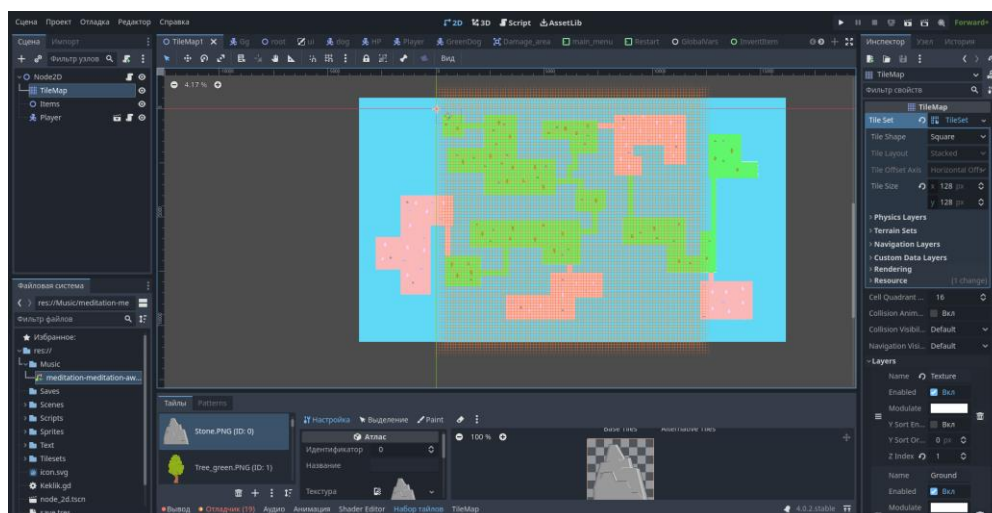 Сцена Проект Отладка Редактор Справка
2D 3D Script AssetLib
Forward+
Сцена Импорт
TileMap1 Og root ui dog HP Player GreenDog Damage_area main_menu Restart GlobalVars InventItem
Инспектор Узел История
Фильтр узлов
Вид
Node2D
TileMap
Items
Player
4.17 %
TileMap
Фильтр свойств
TileMap
Tile Set TileSet
Tile Shape Square
Tile Layout Stacked
Tile Offset Axis Horizontal Offs
Tile Size x 128 px
y 128 px
Physics Layers
Terrain Sets
Navigation Layers
Custom Data Layers
Rendering
Resource (1 change)
Cell Quadrant ... 16
Collision Anim... Вкл
Collision Visibil... Default
Navigation Visi... Default
Layers
Name Texture
Enabled Вкл
Modulate
Y Sort En... Вкл
Y Sort Or... 0 px
Z Index 1
Name Ground
Enabled Вкл
Modulate
Файловая система
res://Music/meditation-me
Фильтр файлов
Избранное:
res://
Music
meditation-meditation-aw...
Saves
Scenes
Scripts
Sprites
Text
Tilesets
icon.svg
Keklik.gd
node_2d.tscn
save.tres
Тайлы Patterns
Stone.PNG (ID: 0)
Tree_green.PNG (ID: 1)
Настройка Выделение Paint
Атлас
Идентификатор 0
Название
Текстура
100 %
Base Tiles Alternative Tiles
Вывод Отладчик (19) Аудио Анимация Shader Editor Набор тайлов TileMap
4.0.2.stable